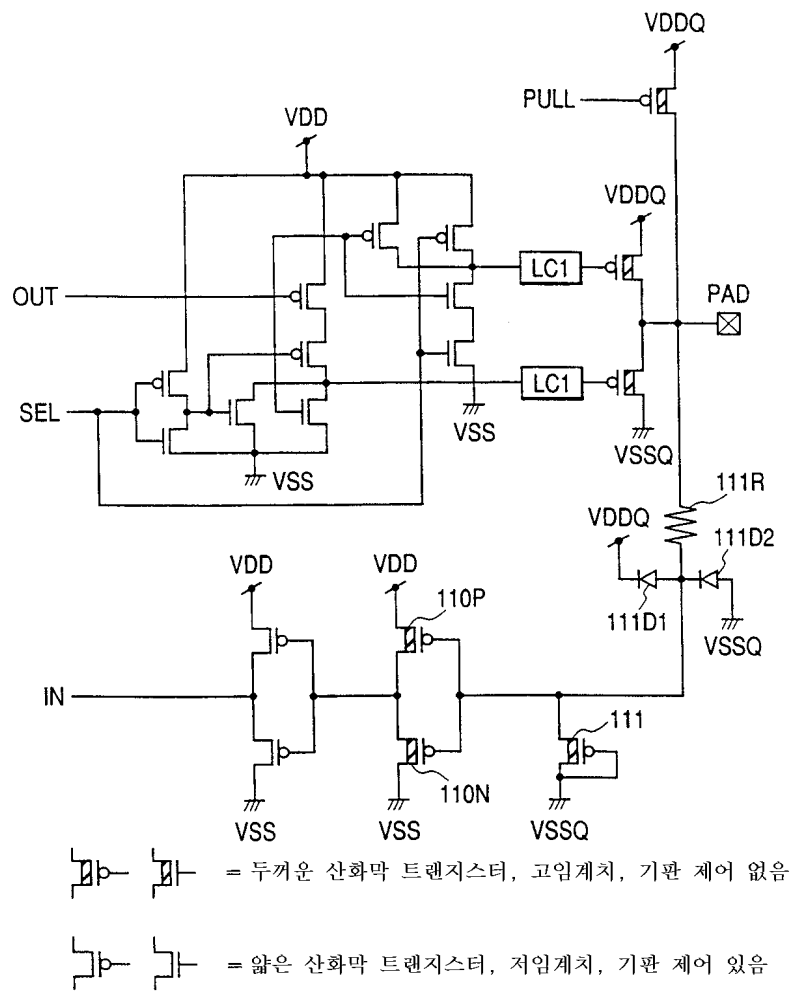 VDDQ
PULL
VDD
VDDQ
LC1
OUT
PAD
LC1
SEL
VSS
VSSQ
VSS
111R
VDDQ
111D2
VDD
VDD
110P
111D1
VSSQ
IN
111
110N
VSS
VSS
VSSQ
= 두꺼운 산화막 트랜지스터, 고임계치, 기판 제어 없음
= 얇은 산화막 트랜지스터, 저임계치, 기판 제어 있음